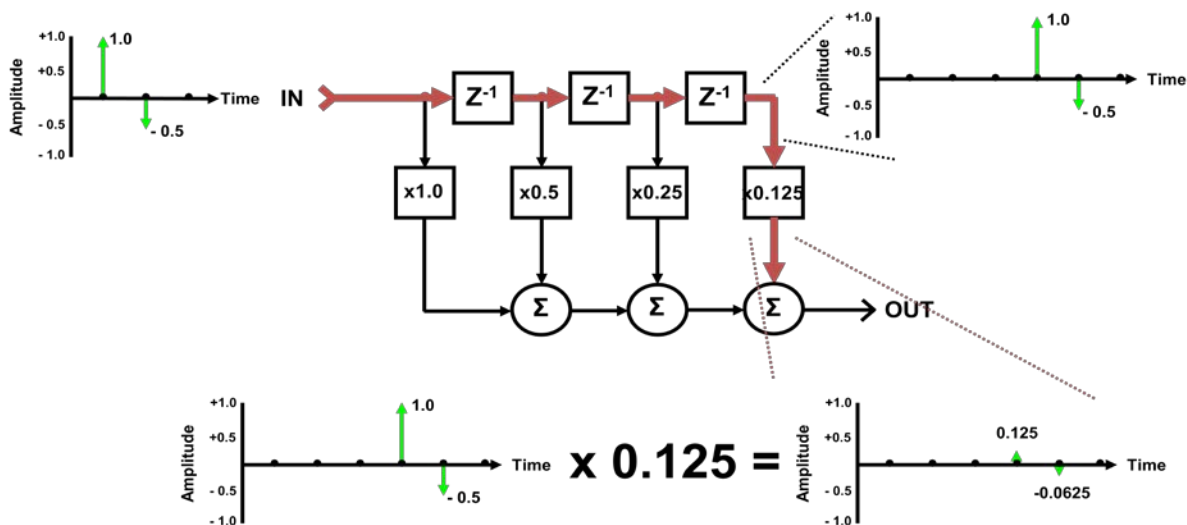 Amplitude
+1.0
+0.5
- 0.5
- 1.0
1.0
- 0.5
Time
IN
Z-1
Z-1
Z-1
x1.0
x0.5
x0.25
x0.125
Σ
Σ
Σ
OUT
Amplitude
+1.0
+0.5
- 0.5
- 1.0
1.0
- 0.5
Time
Amplitude
+1.0
+0.5
- 0.5
- 1.0
1.0
- 0.5
Time
x 0.125 =
Amplitude
+1.0
+0.5
- 0.5
- 1.0
0.125
-0.0625
Time